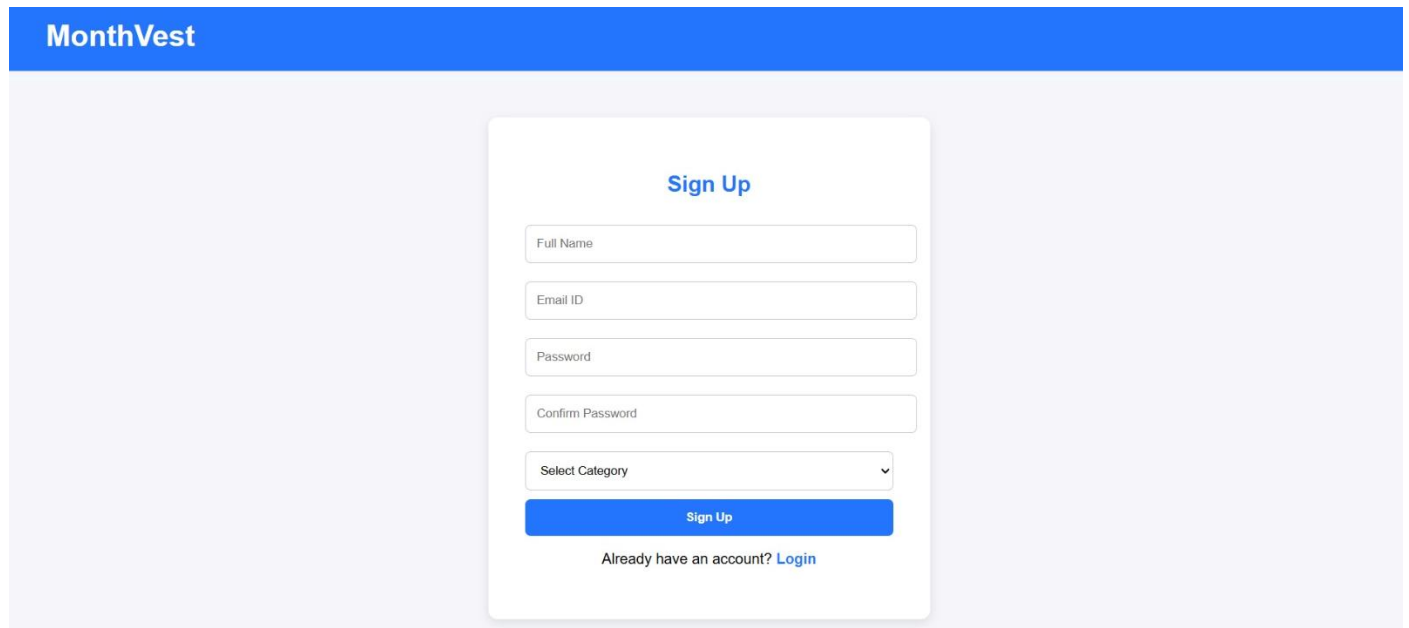 MonthVest
Sign Up
Full Name
Email ID
Password
Confirm Password
Select Category
Sign Up
Already have an account? Login